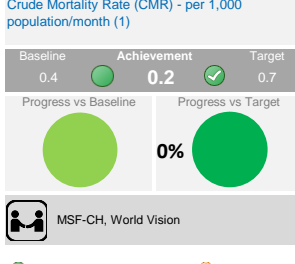 Crude Mortality Rate (CMR) - per 1,000
population/month (1)
Baseline Achievement Target
0.4 0.2 0.7
Progress vs Baseline Progress vs Target
0%
MSF-CH, World Vision